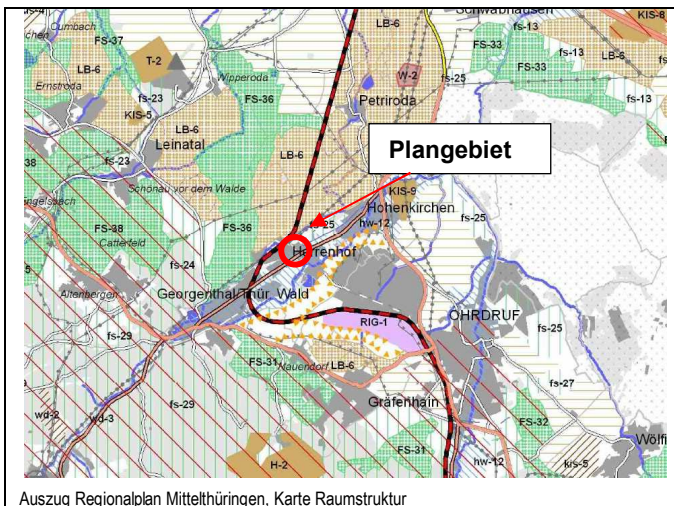 Cumbach
Schwabhausen
KIS-8
FS-37
T-2
LB-6
FS-33
fs-13
LB-6
LB-6
fs-23
Wipperoda
W-2
fs-25
FS-33
fs-13
Ernstroda
KIS-5
FS-36
Petriroda
LB-6
Leinatal
LB-6
Plangebiet
fs-23
38
Schönau vor dem Walde
KIS-9
Hohenkirchen
FS-38
FS-36
fs-25
hw-12
fs-25
Catterfeld
Herrenhof
fs-24
Altenbergen
Georgenthal/Thür. Wald
OHRDRUF
fs-29
RIG-1
fs-25
FS-31
Nauendorf
LB-6
fs-27
wd-2
wd-3
fs-29
Gräfenhain
FS-32
Wölfi
H-2
FS-31
hw-12
kis-5
Auszug Regionalplan Mittelthüringen, Karte Raumstruktur